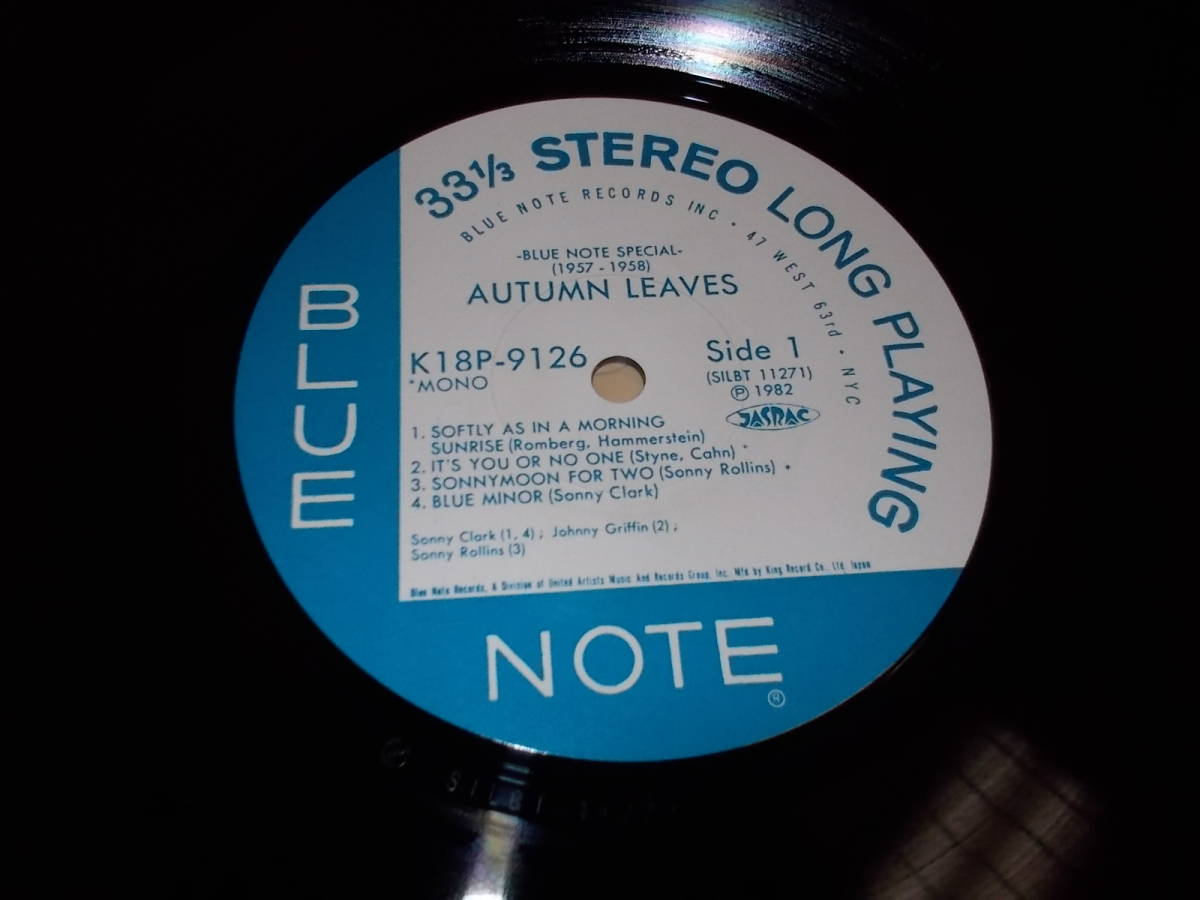 33⅓ STEREO LONG PLAYING
BLUE NOTE RECORDS INC • 47 WEST 63rd • NYC
-BLUE NOTE SPECIAL-
(1957 - 1958)
AUTUMN LEAVES
K18P-9126
*MONO
Side 1
(SILBT 11271)
Ⓟ 1982
JASRAC
1. SOFTLY AS IN A MORNING
SUNRISE (Romberg, Hammerstein)
2. IT'S YOU OR NO ONE (Styne, Cahn) *
3. SONNYMOON FOR TWO (Sonny Rollins) *
4. BLUE MINOR (Sonny Clark)
Sonny Clark (1, 4) ; Johnny Griffin (2) ;
Sonny Rollins (3)
Blue Note Records, A Division of United Artists Music And Records Group, Inc. Mfd by King Record Co., Ltd. Japan
BLUE
NOTE
®